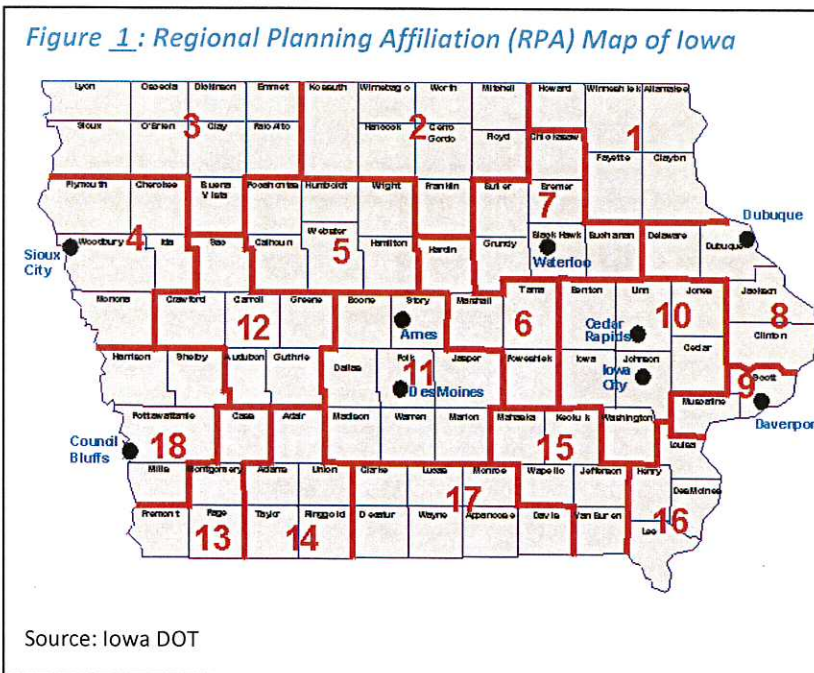 Figure 1: Regional Planning Affiliation (RPA) Map of Iowa
Lyon Osceola Dickinson Emmet Kossuth Winnebago Worth Mitchell Howard Winneshiek Allamakee
3 2 1
Sioux O'Brien Clay Palo Alto Hancock Cerro Gordo Floyd Chickasaw
Fayette Clayton
Plymouth Cherokee Buena Vista Pocahontas Humboldt Wright Franklin Butler Bremer
7
Dubuque
4 5
Woodbury Ida Sac Calhoun Webster Hamilton Hardin Grundy Black Hawk Buchanan Delaware Dubuque
Sioux City
Waterloo
Monona Crawford Carroll Greene Boone Story Marshall Tama Benton Linn Jones Jackson
12 6 10 8
Ames
Cedar Rapids
Clinton
Harrison Shelby Audubon Guthrie Dallas Polk Jasper Poweshiek Iowa Johnson Cedar
11 9
Scott
Des Moines
Iowa City
Muscatine
Davenport
Pottawattamie Cass Adair Madison Warren Marion Mahaska Keokuk Washington Louisa
18 15
Council Bluffs
Mills Montgomery Adams Union Clarke Lucas Monroe Wapello Jefferson Henry Des Moines
17 16
Fremont Page Taylor Ringgold Decatur Wayne Appanoose Davis Van Buren Lee
13 14
Source: Iowa DOT